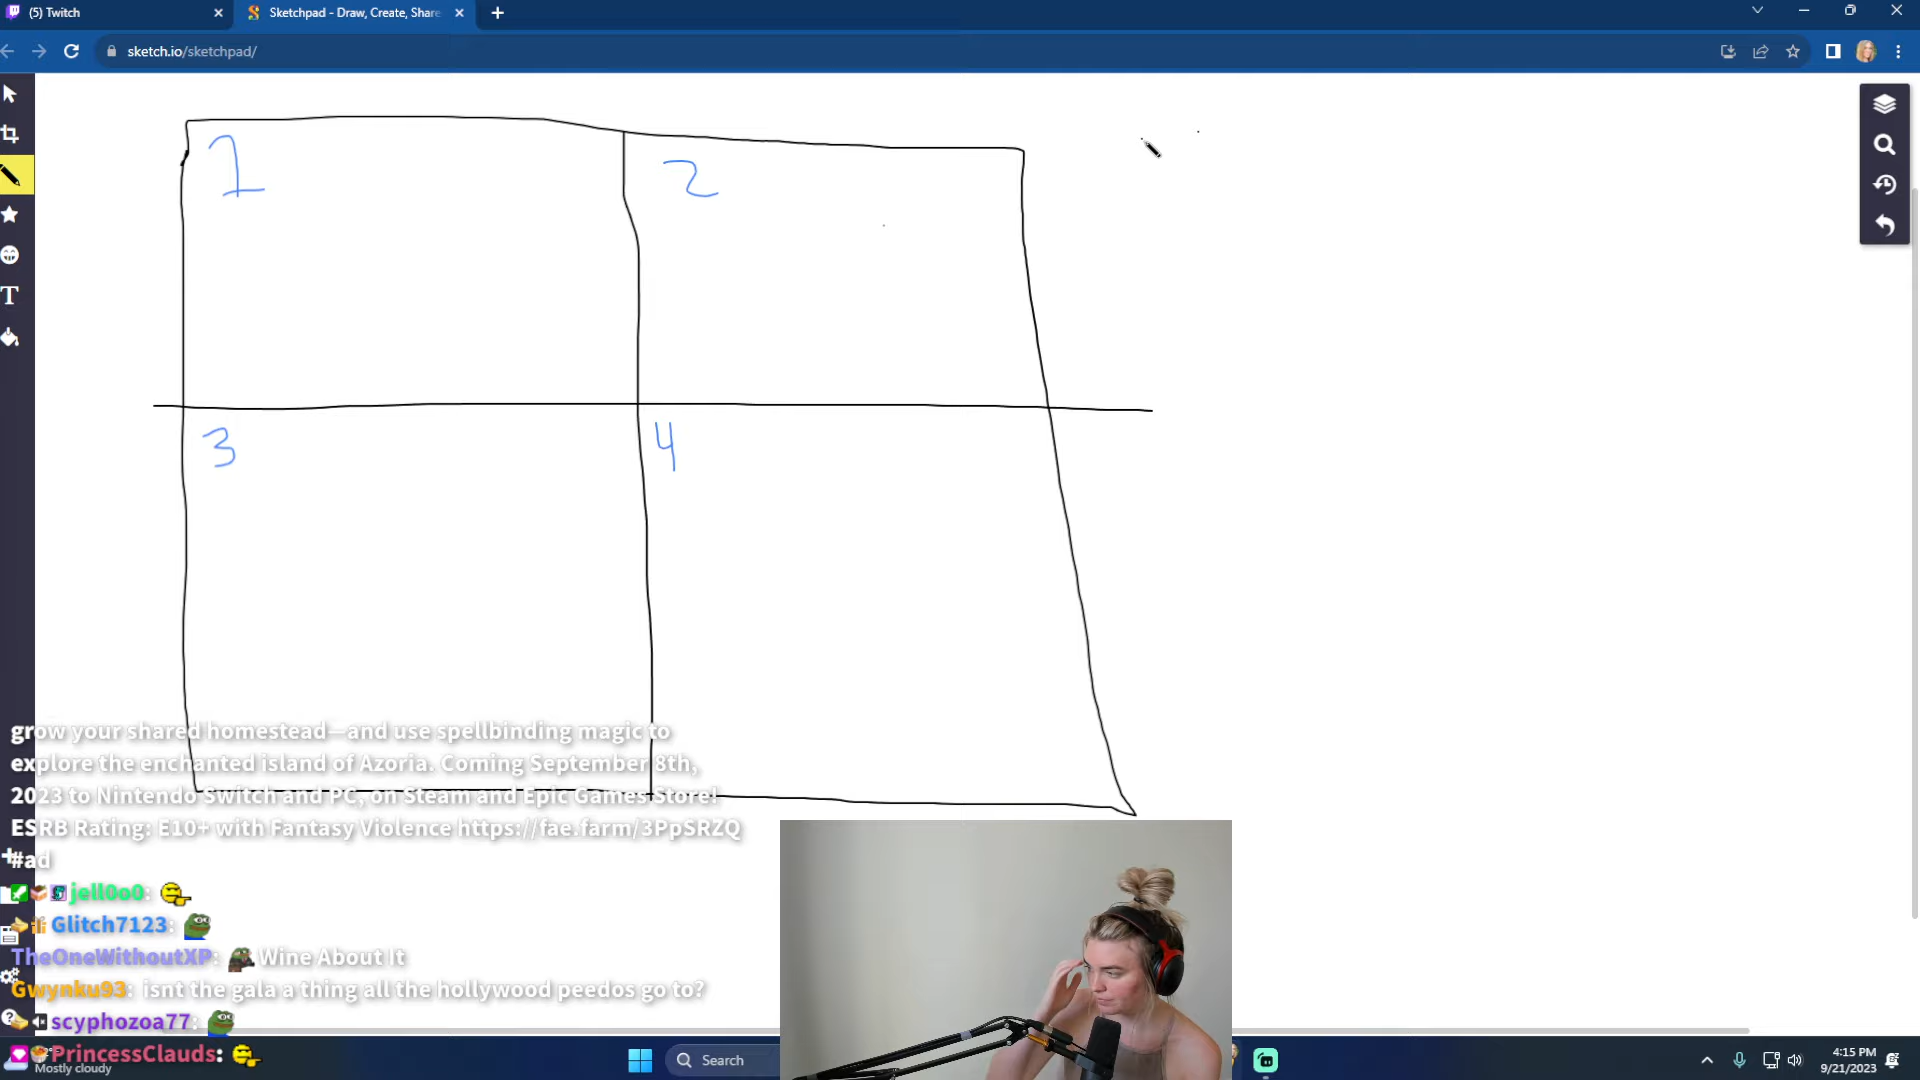 (5) Twitch
Sketchpad - Draw, Create, Share
sketch.io/sketchpad/
1
2
3
4
T
grow your shared homestead—and use spellbinding magic to
explore the enchanted island of Azoria. Coming September 8th,
2023 to Nintendo Switch and PC, on Steam and Epic Games Store!
ESRB Rating: E10+ with Fantasy Violence https://fae.farm/3PpSRZQ
#ad
jell0o0:
Glitch7123:
TheOneWithoutXP: Wine About It
Gwynku93: isnt the gala a thing all the hollywood peedos go to?
scyphozoa77:
PrincessClauds:
Mostly cloudy
Search
4:15 PM
9/21/2023